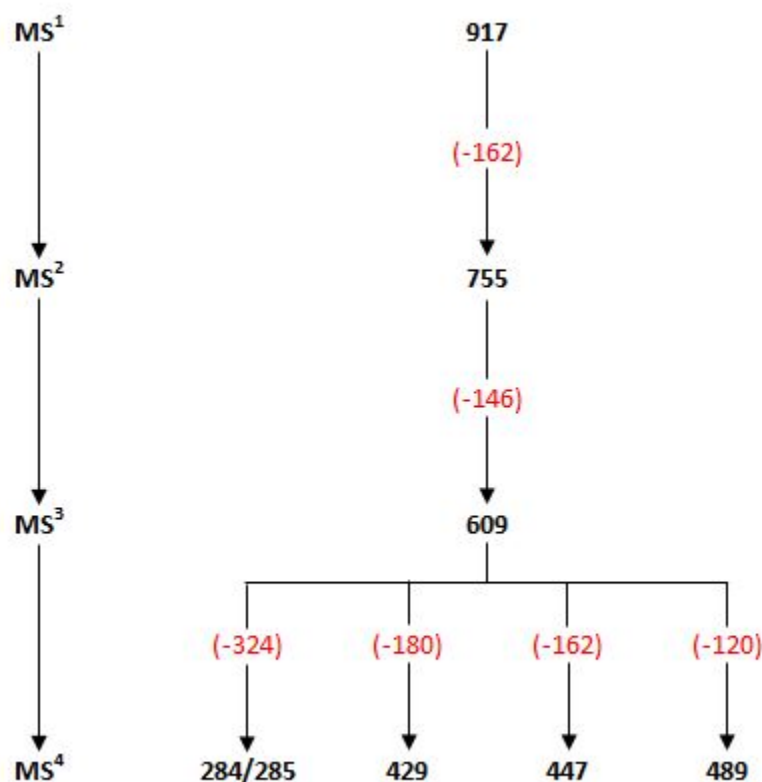 MS¹ 917
(-162)
MS² 755
(-146)
MS³ 609
(-324) (-180) (-162) (-120)
MS⁴ 284/285 429 447 489